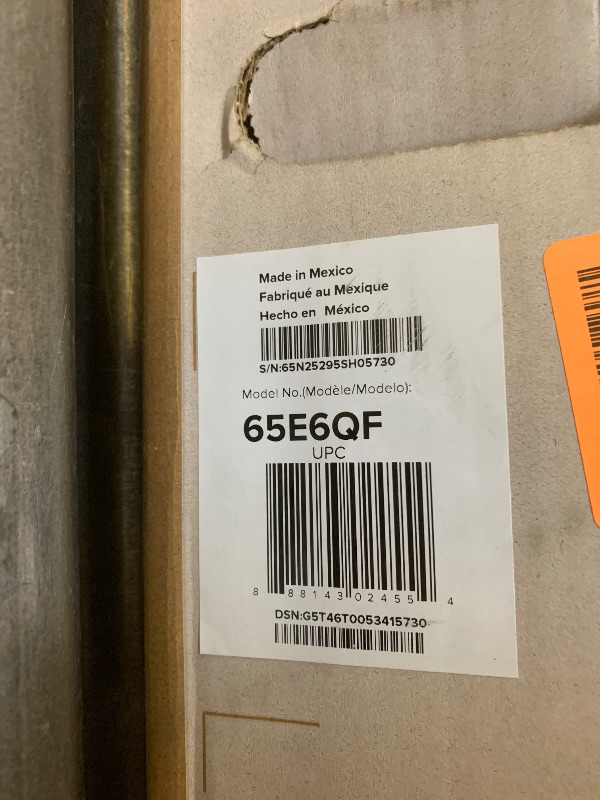 Made in Mexico
Fabriqué au Mexique
Hecho en México
S/N:65N25295SH05730
Model No.(Modèle/Modelo):
65E6QF
UPC
8 88143 02455 4
DSN:G5T46T0053415730